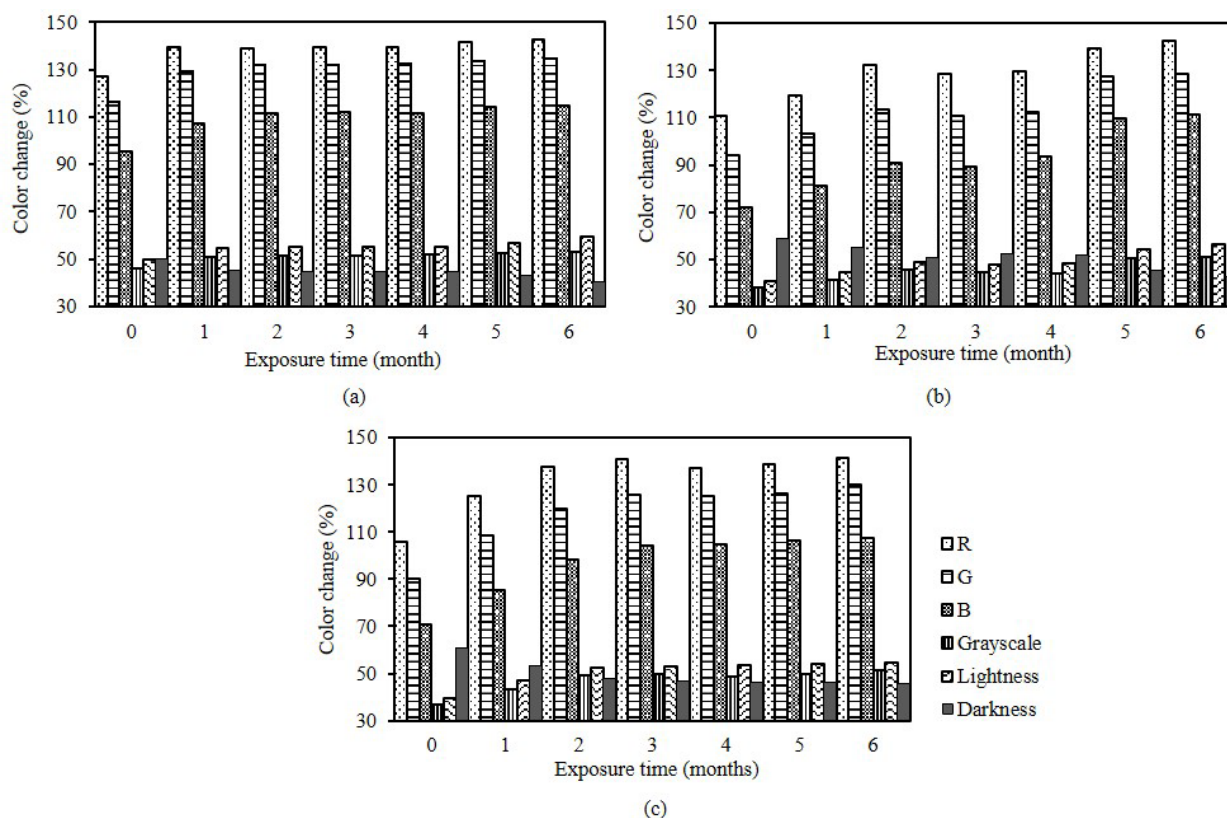 150
130
110
90
70
50
30
Color change (%)
0 1 2 3 4 5 6
Exposure time (month)
(a)
150
130
110
90
70
50
30
Color change (%)
0 1 2 3 4 5 6
Exposure time (month)
(b)
150
130
110
90
70
50
30
Color change (%)
0 1 2 3 4 5 6
Exposure time (months)
(c)
R
G
B
Grayscale
Lightness
Darkness